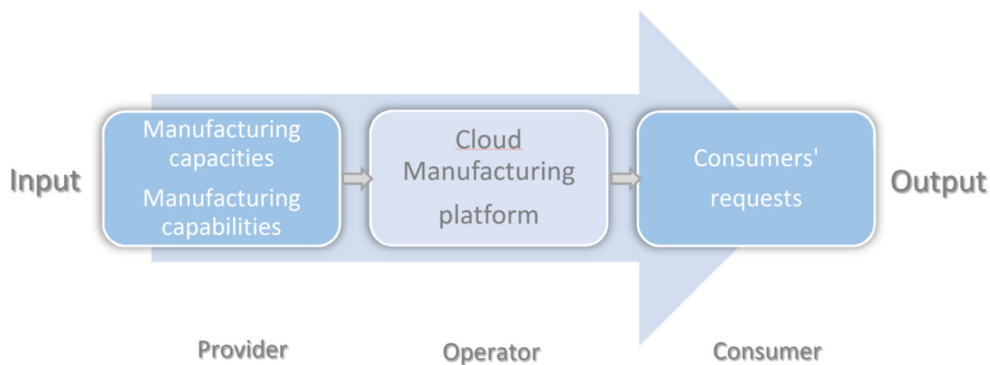 Input
Manufacturing
capacities
Manufacturing
capabilities
Cloud
Manufacturing
platform
Consumers'
requests
Output
Provider
Operator
Consumer